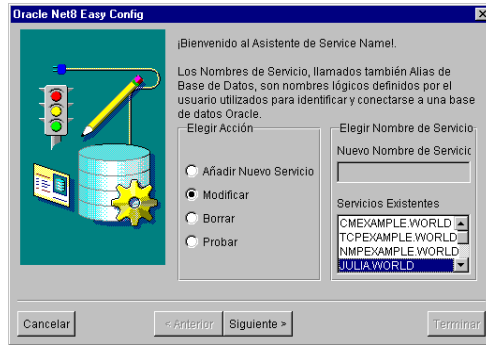 Oracle Net8 Easy Config
¡Bienvenido al Asistente de Service Name!.
Los Nombres de Servicio, llamados también Alias de
Base de Datos, son nombres lógicos definidos por el
usuario utilizados para identificar y conectarse a una base
de datos Oracle.
Elegir Acción
Añadir Nuevo Servicio
Modificar
Borrar
Probar
Elegir Nombre de Servicio
Nuevo Nombre de Servicic
Servicios Existentes
CMEXAMPLE.WORLD
TCPEXAMPLE.WORLD
NMPEXAMPLE.WORLD
JULIA.WORLD
Cancelar
< Anterior
Siguiente >
Terminar